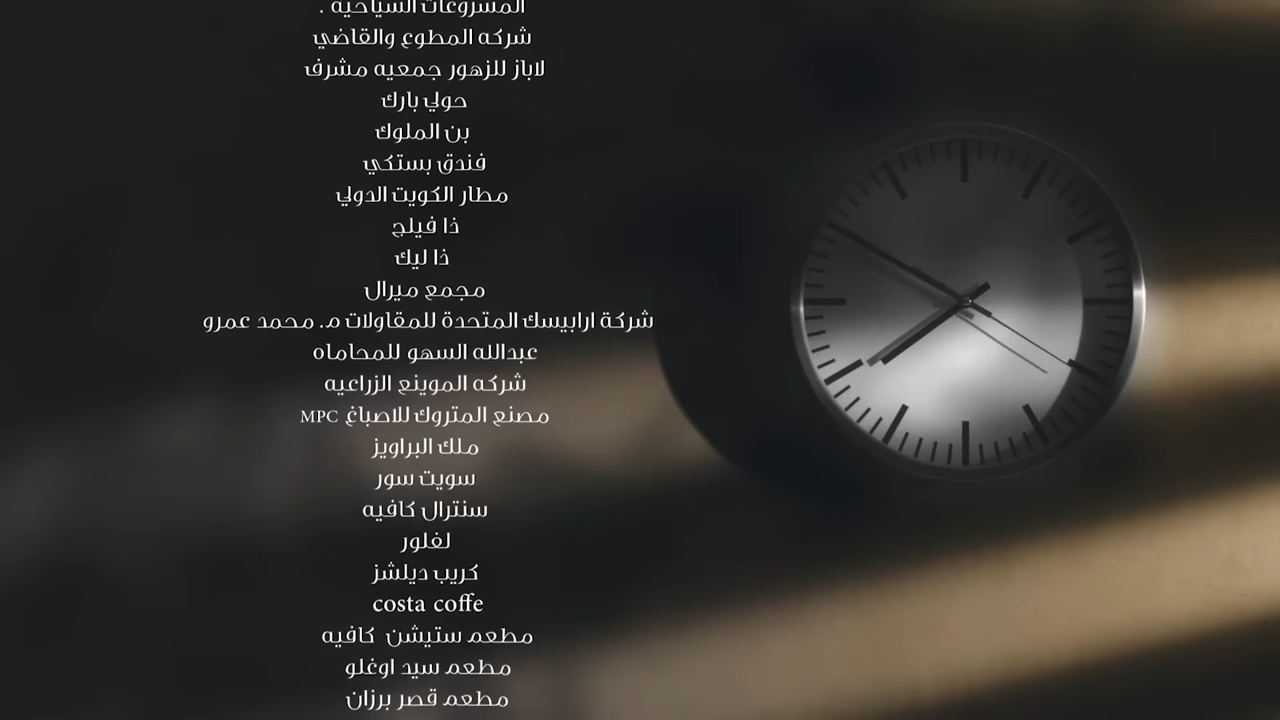 المشروعات السياحيه .
شركه المطوع والقاضي
لاباز للزهور جمعيه مشرف
حولي بارك
بن الملوك
فندق بستكي
مطار الكويت الدولي
ذا فيلج
ذا ليك
مجمع ميرال
شركة ارابيسك المتحدة للمقاولات م. محمد عمرو
عبدالله السهو للمحاماه
شركه الموينع الزراعيه
مصنع المتروك للاصباغ MPC
ملك البراويز
سويت سور
سنترال كافيه
لفلور
كريب ديلشز
costa coffe
مطعم ستيشن كافيه
مطعم سيد اوغلو
مطعم قصر برزان